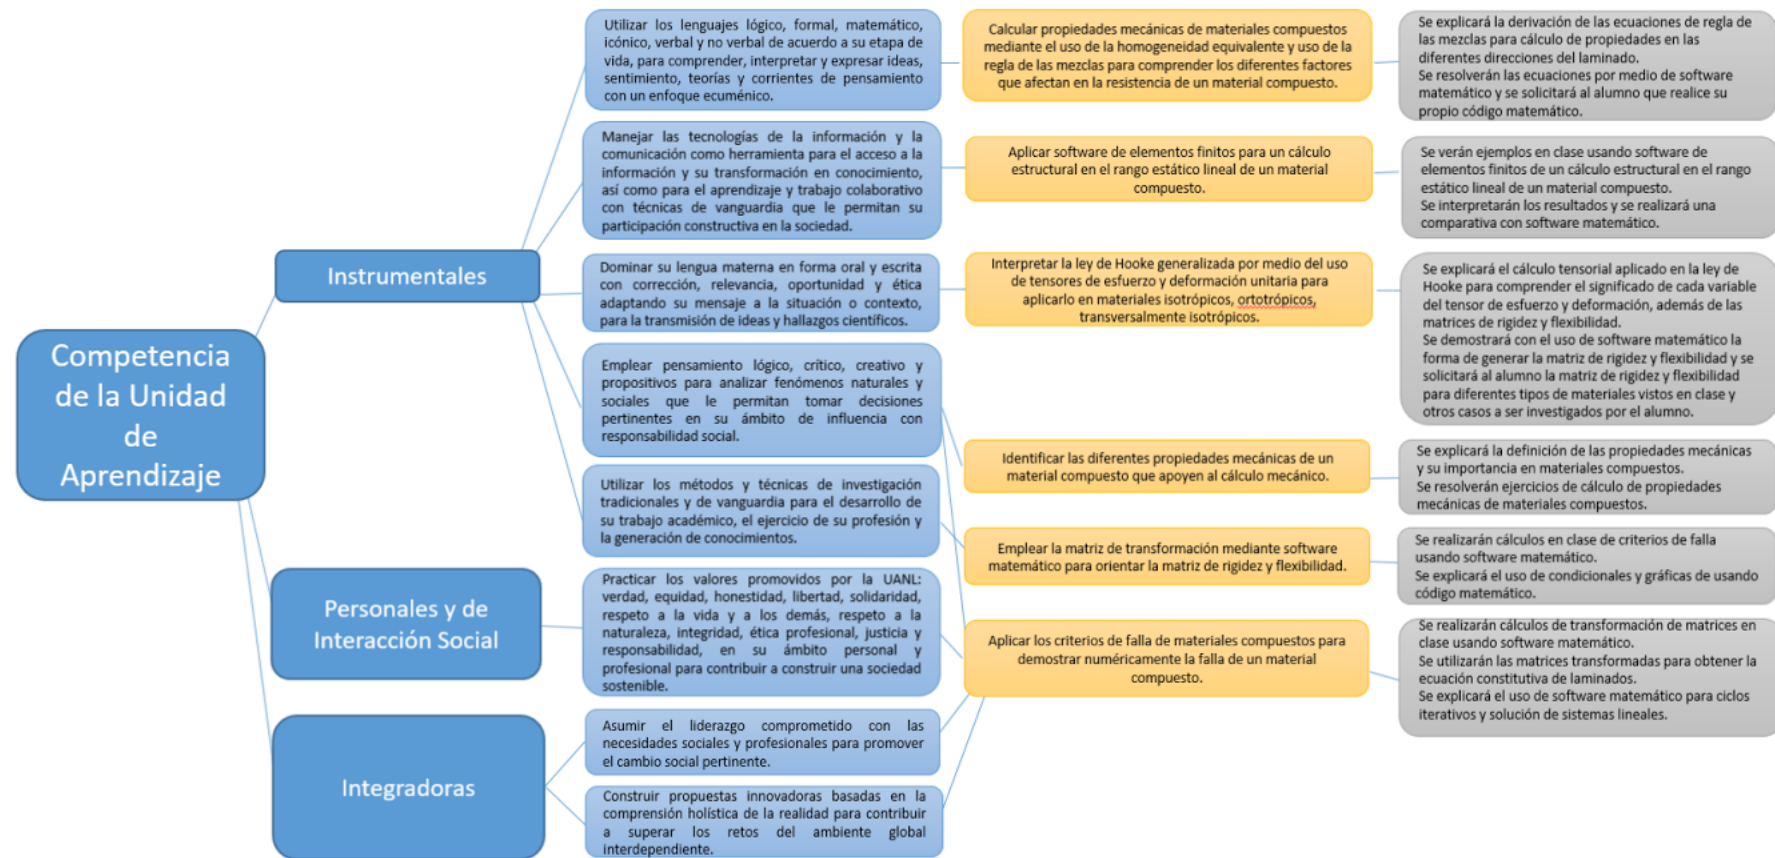 Competencia
de la Unidad
de
Aprendizaje
Instrumentales
Personales y de
Interacción Social
Integradoras
Utilizar los lenguajes lógico, formal, matemático,
icónico, verbal y no verbal de acuerdo a su etapa de
vida, para comprender, interpretar y expresar ideas,
sentimiento, teorías y corrientes de pensamiento
con un enfoque ecuménico.
Manejar las tecnologías de la información y la
comunicación como herramienta para el acceso a la
información y su transformación en conocimiento,
así como para el aprendizaje y trabajo colaborativo
con técnicas de vanguardia que le permitan su
participación constructiva en la sociedad.
Dominar su lengua materna en forma oral y escrita
con corrección, relevancia, oportunidad y ética
adaptando su mensaje a la situación o contexto,
para la transmisión de ideas y hallazgos científicos.
Emplear pensamiento lógico, crítico, creativo y
propositivos para analizar fenómenos naturales y
sociales que le permitan tomar decisiones
pertinentes en su ámbito de influencia con
responsabilidad social.
Utilizar los métodos y técnicas de investigación
tradicionales y de vanguardia para el desarrollo de
su trabajo académico, el ejercicio de su profesión y
la generación de conocimientos.
Practicar los valores promovidos por la UANL:
verdad, equidad, honestidad, libertad, solidaridad,
respeto a la vida y a los demás, respeto a la
naturaleza, integridad, ética profesional, justicia y
responsabilidad, en su ámbito personal y
profesional para contribuir a construir una sociedad
sostenible.
Asumir el liderazgo comprometido con las
necesidades sociales y profesionales para promover
el cambio social pertinente.
Construir propuestas innovadoras basadas en la
comprensión holística de la realidad para contribuir
a superar los retos del ambiente global
interdependiente.
Calcular propiedades mecánicas de materiales compuestos
mediante el uso de la homogeneidad equivalente y uso de la
regla de las mezclas para comprender los diferentes factores
que afectan en la resistencia de un material compuesto.
Aplicar software de elementos finitos para un cálculo
estructural en el rango estático lineal de un material
compuesto.
Interpretar la ley de Hooke generalizada por medio del uso
de tensores de esfuerzo y deformación unitaria para
aplicarlo en materiales isotrópicos, ortotrópicos,
transversalmente isotrópicos.
Identificar las diferentes propiedades mecánicas de un
material compuesto que apoyen al cálculo mecánico.
Emplear la matriz de transformación mediante software
matemático para orientar la matriz de rigidez y flexibilidad.
Aplicar los criterios de falla de materiales compuestos para
demostrar numéricamente la falla de un material
compuesto.
Se explicará la derivación de las ecuaciones de regla de
las mezclas para cálculo de propiedades en las
diferentes direcciones del laminado.
Se resolverán las ecuaciones por medio de software
matemático y se solicitará al alumno que realice su
propio código matemático.
Se verán ejemplos en clase usando software de
elementos finitos de un cálculo estructural en el rango
estático lineal de un material compuesto.
Se interpretarán los resultados y se realizará una
comparativa con software matemático.
Se explicará el cálculo tensorial aplicado en la ley de
Hooke para comprender el significado de cada variable
del tensor de esfuerzo y deformación, además de las
matrices de rigidez y flexibilidad.
Se demostrará con el uso de software matemático la
forma de generar la matriz de rigidez y flexibilidad y se
solicitará al alumno la matriz de rigidez y flexibilidad
para diferentes tipos de materiales vistos en clase y
otros casos a ser investigados por el alumno.
Se explicará la definición de las propiedades mecánicas
y su importancia en materiales compuestos.
Se resolverán ejercicios de cálculo de propiedades
mecánicas de materiales compuestos.
Se realizarán cálculos en clase de criterios de falla
usando software matemático.
Se explicará el uso de condicionales y gráficas de usando
código matemático.
Se realizarán cálculos de transformación de matrices en
clase usando software matemático.
Se utilizarán las matrices transformadas para obtener la
ecuación constitutiva de laminados.
Se explicará el uso de software matemático para ciclos
iterativos y solución de sistemas lineales.